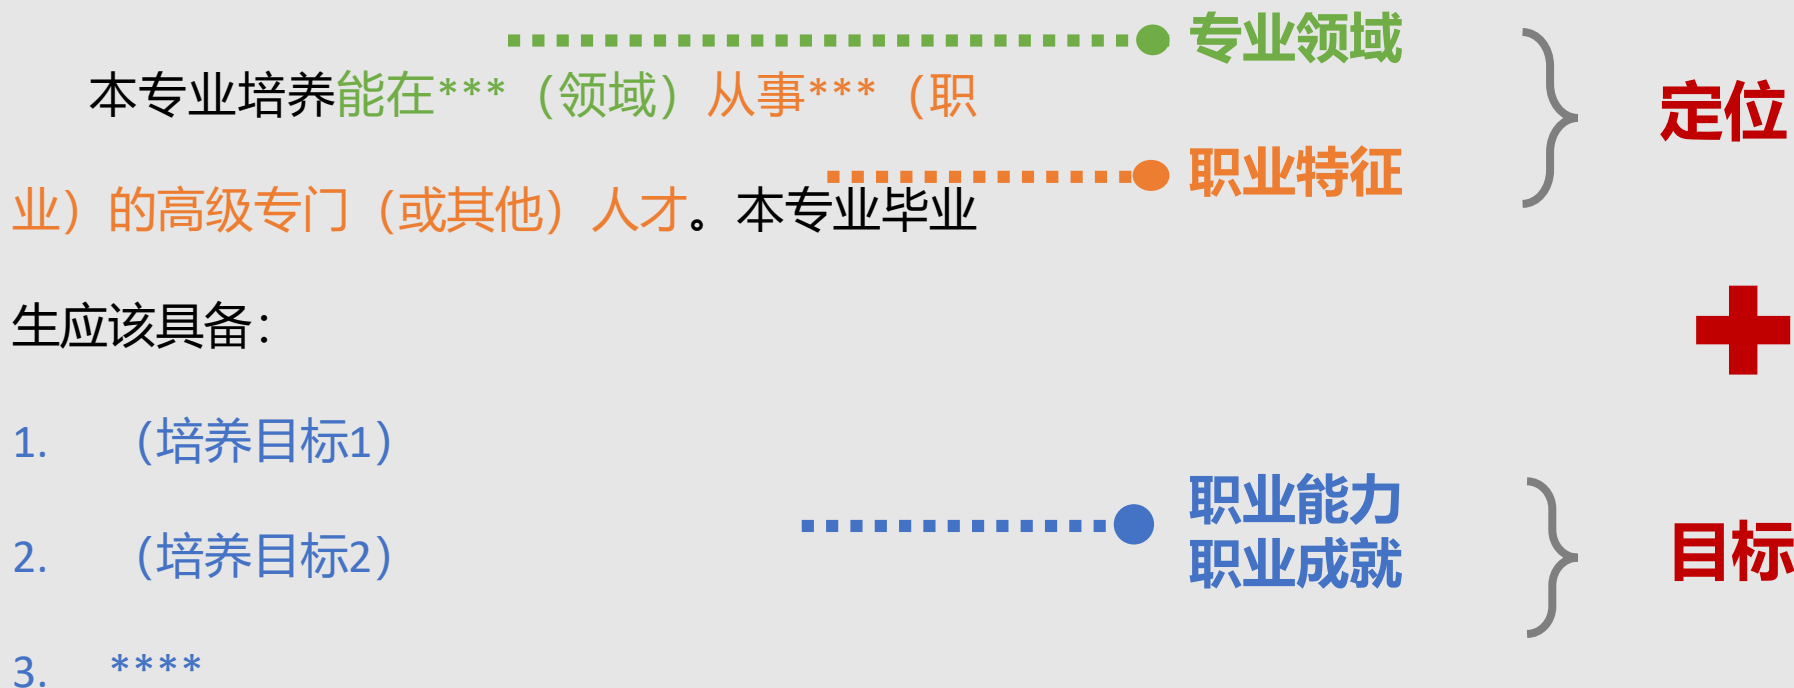 专业领域
本专业培养能在***（领域）从事***（职
定位
职业特征
业）的高级专门（或其他）人才。本专业毕业
生应该具备：
1. （培养目标1）
职业能力
2. （培养目标2）
职业成就
目标
3. ****